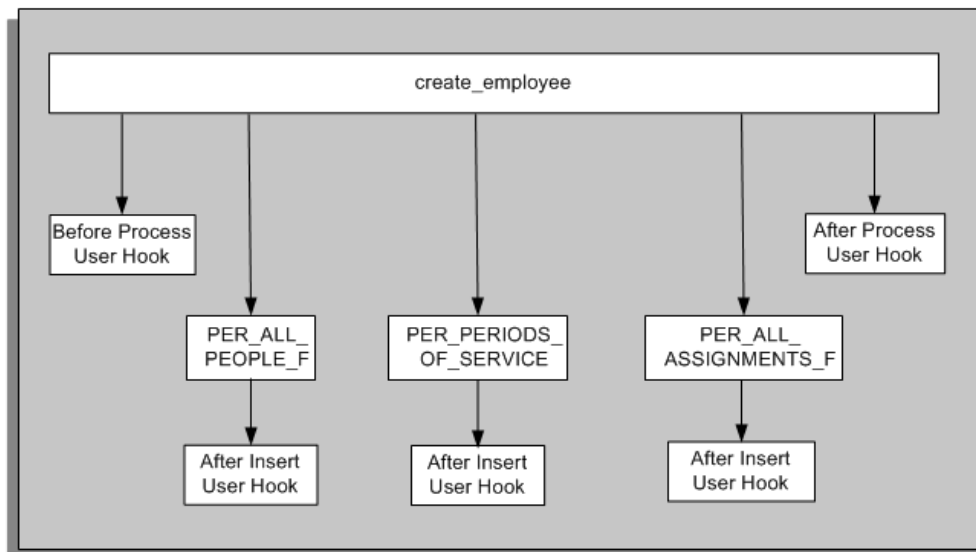 create_employee
Before Process
User Hook
After Process
User Hook
PER_ALL_
PEOPLE_F
PER_PERIODS_
OF_SERVICE
PER_ALL_
ASSIGNMENTS_F
After Insert
User Hook
After Insert
User Hook
After Insert
User Hook